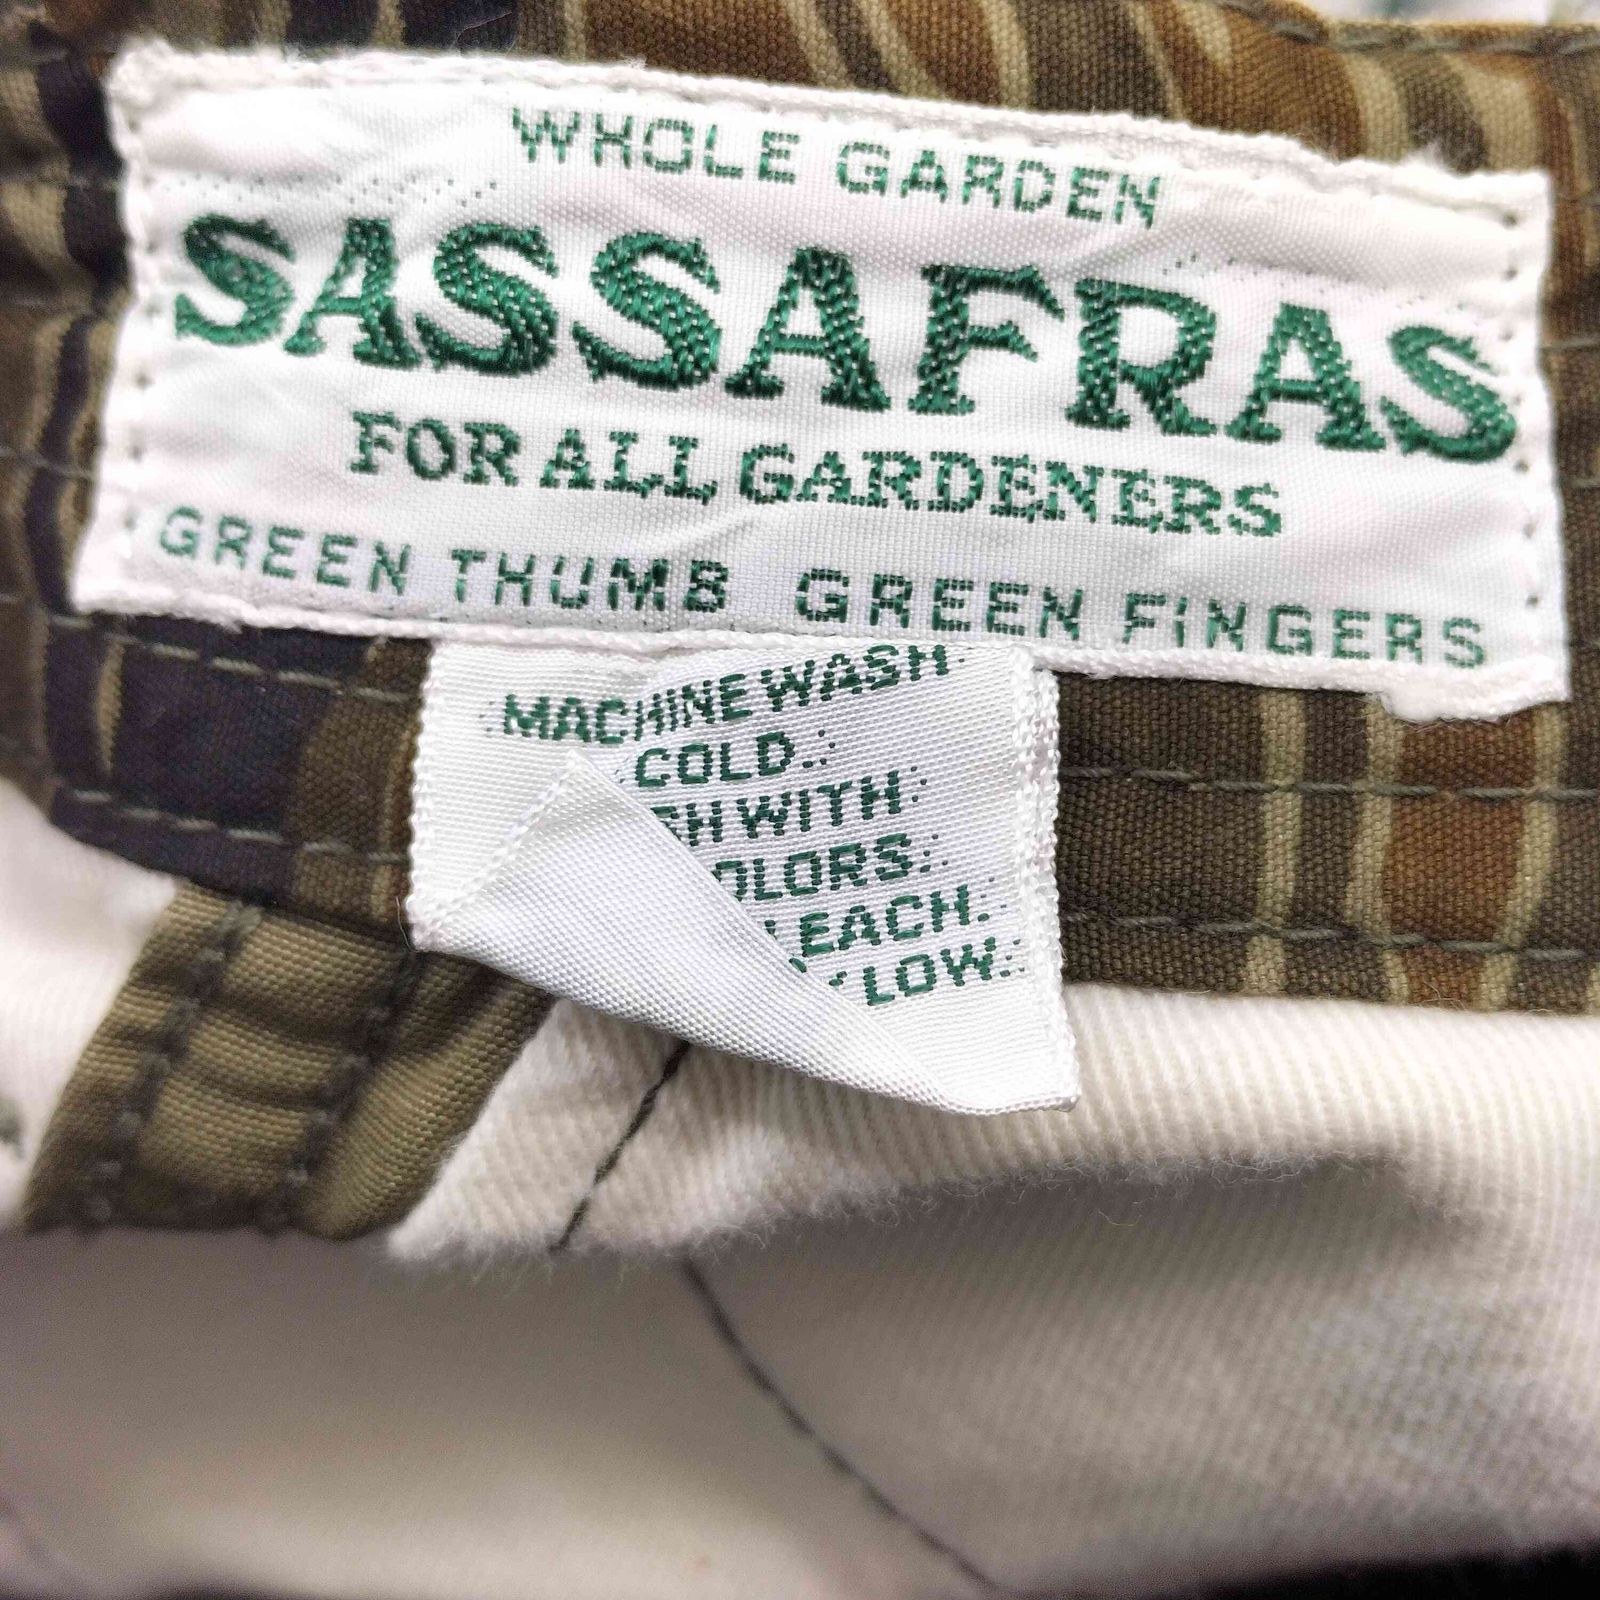 WHOLE GARDEN
SASSAFRAS
FOR ALL GARDENERS
GREEN THUMB GREEN FINGERS
MACHINE WASH
COLD.
WITH
LOW.